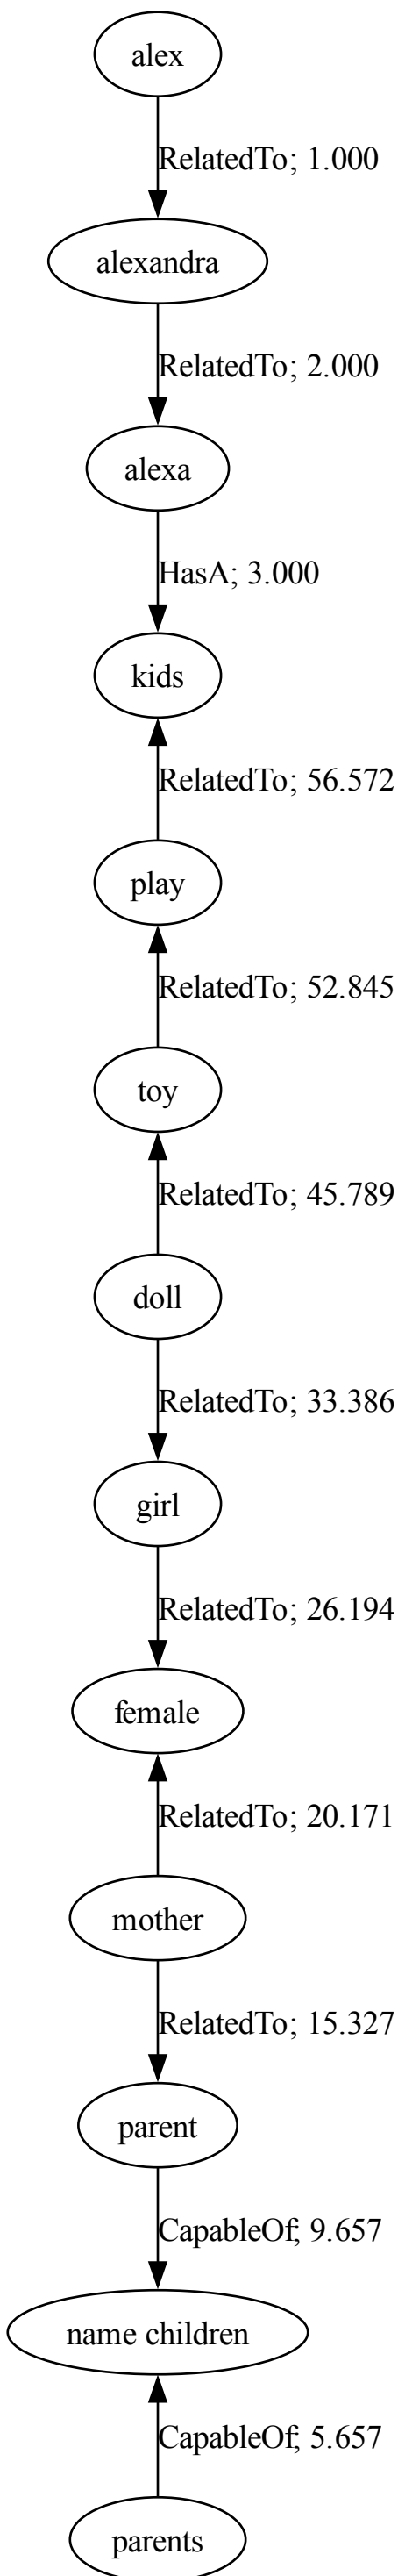 alex
RelatedTo; 1.000
alexandra
RelatedTo; 2.000
alexa
HasA; 3.000
kids
RelatedTo; 56.572
play
RelatedTo; 52.845
toy
RelatedTo; 45.789
doll
RelatedTo; 33.386
girl
RelatedTo; 26.194
female
RelatedTo; 20.171
mother
RelatedTo; 15.327
parent
CapableOf; 9.657
name children
CapableOf; 5.657
parents